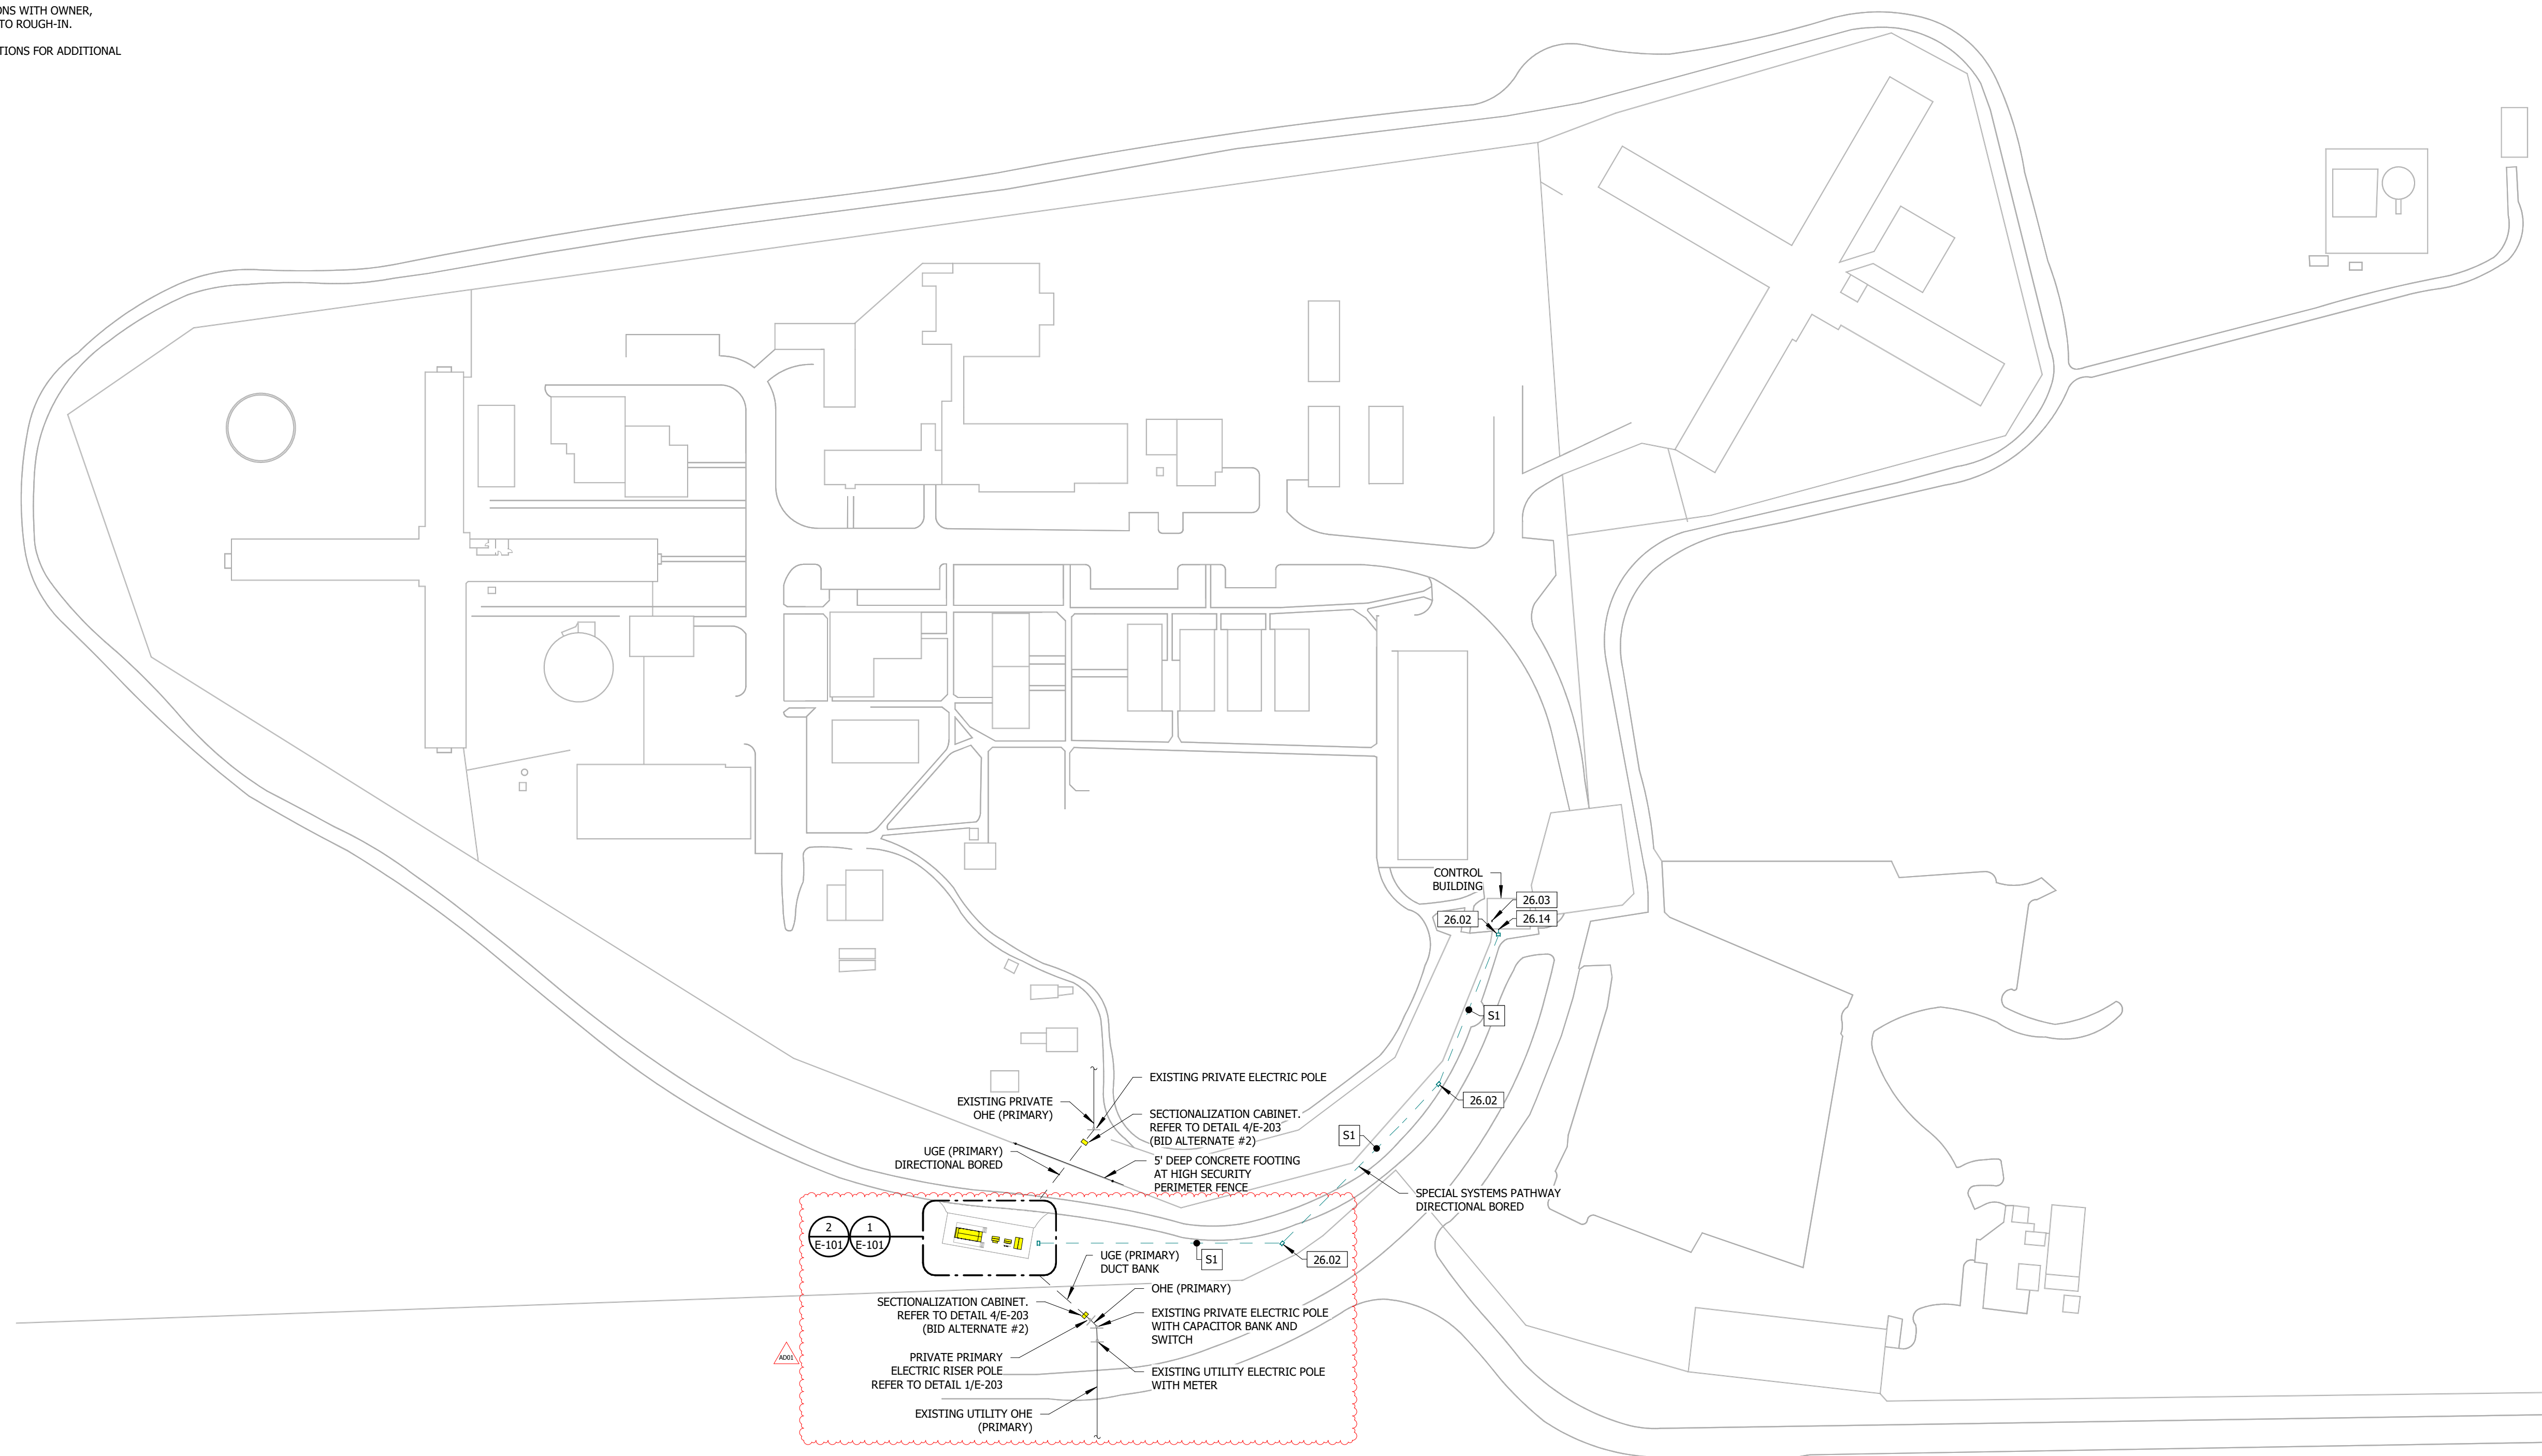 ONS WITH OWNER,
TO ROUGH-IN.
TIONS FOR ADDITIONAL
CONTROL
BUILDING
26.03
26.02
26.14
S1
EXISTING PRIVATE ELECTRIC POLE
EXISTING PRIVATE
OHE (PRIMARY)
26.02
SECTIONALIZATION CABINET.
REFER TO DETAIL 4/E-203
(BID ALTERNATE #2)
S1
UGE (PRIMARY)
DIRECTIONAL BORED
5' DEEP CONCRETE FOOTING
AT HIGH SECURITY
PERIMETER FENCE
SPECIAL SYSTEMS PATHWAY
DIRECTIONAL BORED
2
E-101
1
E-101
UGE (PRIMARY)
DUCT BANK
S1
26.02
OHE (PRIMARY)
SECTIONALIZATION CABINET.
REFER TO DETAIL 4/E-203
(BID ALTERNATE #2)
EXISTING PRIVATE ELECTRIC POLE
WITH CAPACITOR BANK AND
SWITCH
AD01
PRIVATE PRIMARY
ELECTRIC RISER POLE
REFER TO DETAIL 1/E-203
EXISTING UTILITY ELECTRIC POLE
WITH METER
EXISTING UTILITY OHE
(PRIMARY)